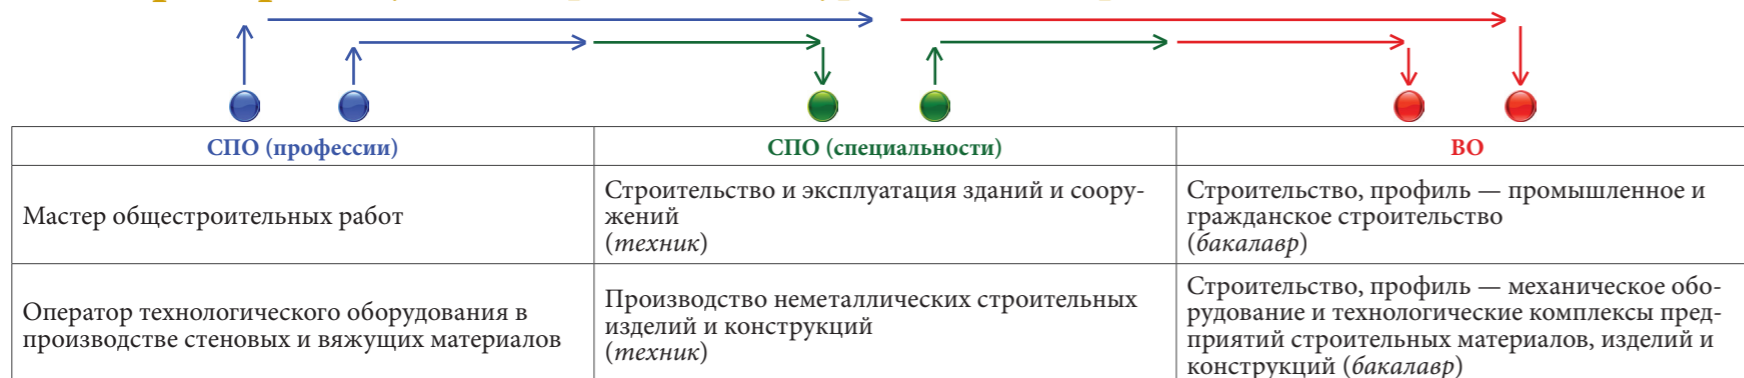 СПО (профессии)
СПО (специальности)
ВО
Мастер общестроительных работ
Строительство и эксплуатация зданий и соору-
жений
(техник)
Строительство, профиль — промышленное и
гражданское строительство
(бакалавр)
Оператор технологического оборудования в
производстве стеновых и вяжущих материалов
Производство неметаллических строительных
изделий и конструкций
(техник)
Строительство, профиль — механическое обо-
рудование и технологические комплексы пред-
приятий строительных материалов, изделий и
конструкций (бакалавр)